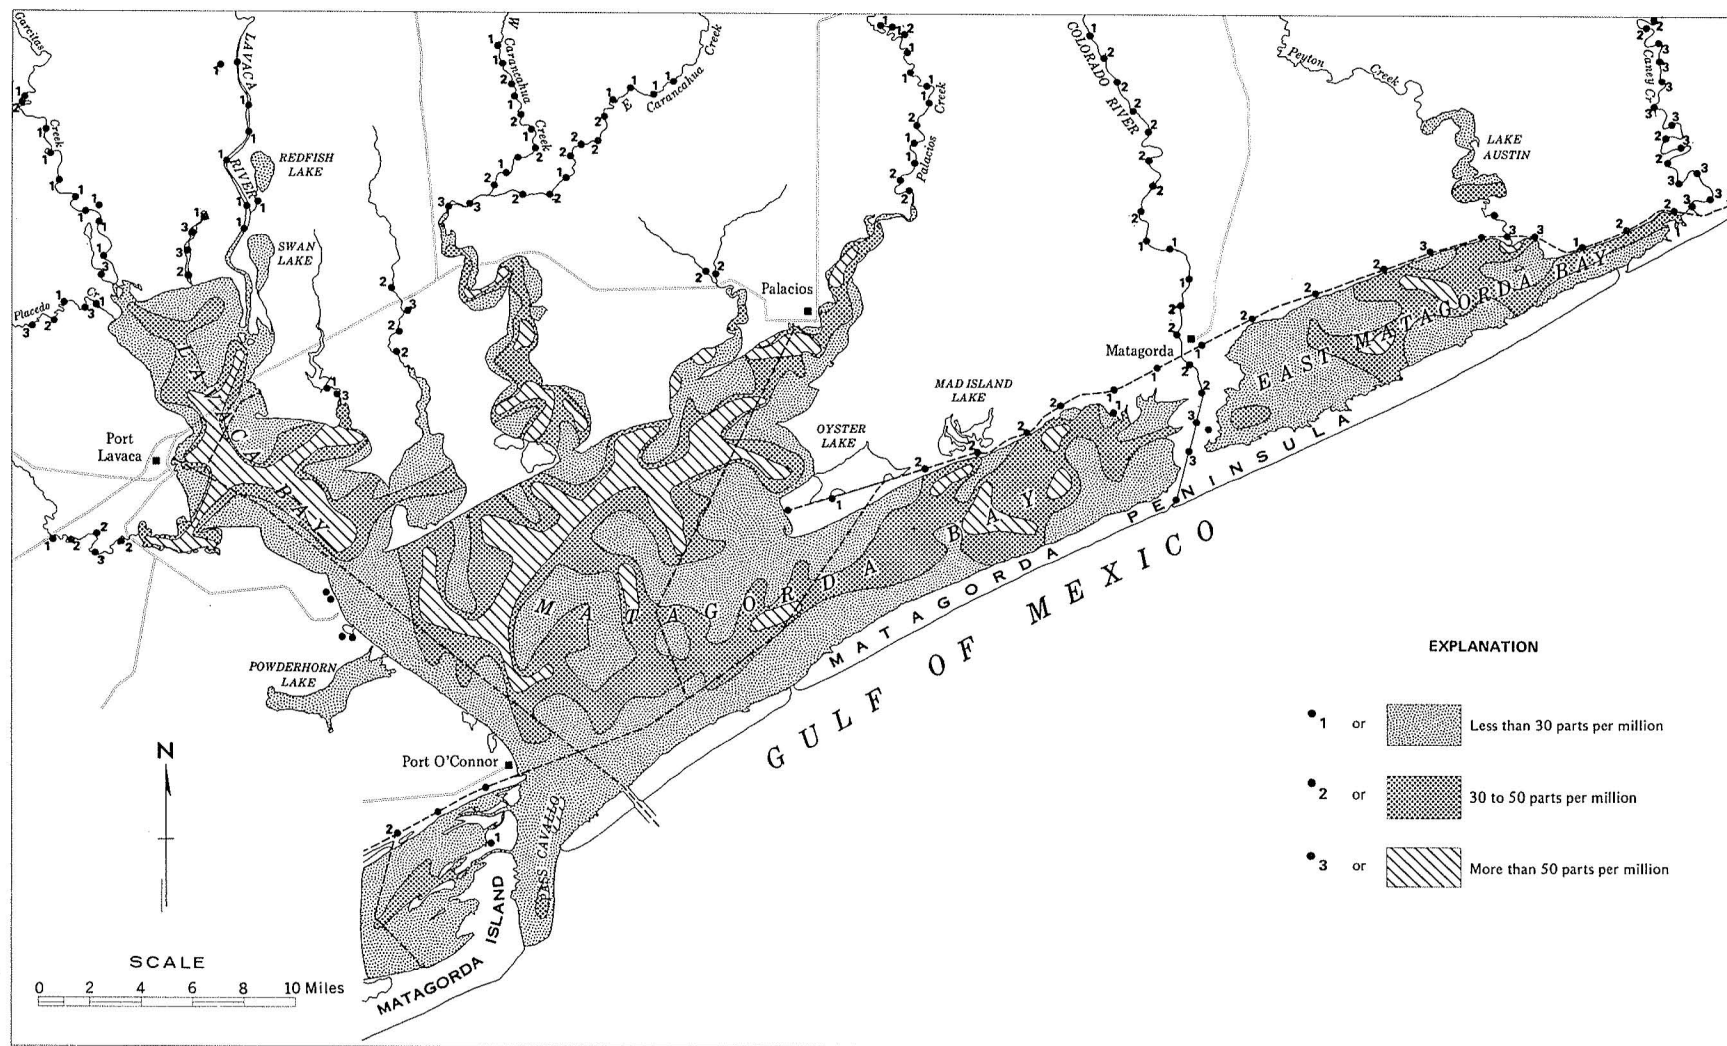 Garcitas
Creek
LAVACA
RIVER
REDFISH
LAKE
SWAN
LAKE
Placedo
Cr
W
Carancahua
Creek
E
Carancahua
Creek
Palacios
Creek
Palacios
COLORADO
RIVER
Peyton
Creek
LAKE
AUSTIN
Caney Cr
Matagorda
MAD ISLAND
LAKE
OYSTER
LAKE
Port
Lavaca
LAVACA
BAY
EAST MATAGORDA BAY
MATAGORDA BAY
MATAGORDA PENINSULA
GULF OF MEXICO
POWDERHORN
LAKE
Port O'Connor
PASS CAVALLO
MATAGORDA
ISLAND
N
SCALE
0 2 4 6 8 10 Miles
EXPLANATION
1 or Less than 30 parts per million
2 or 30 to 50 parts per million
3 or More than 50 parts per million